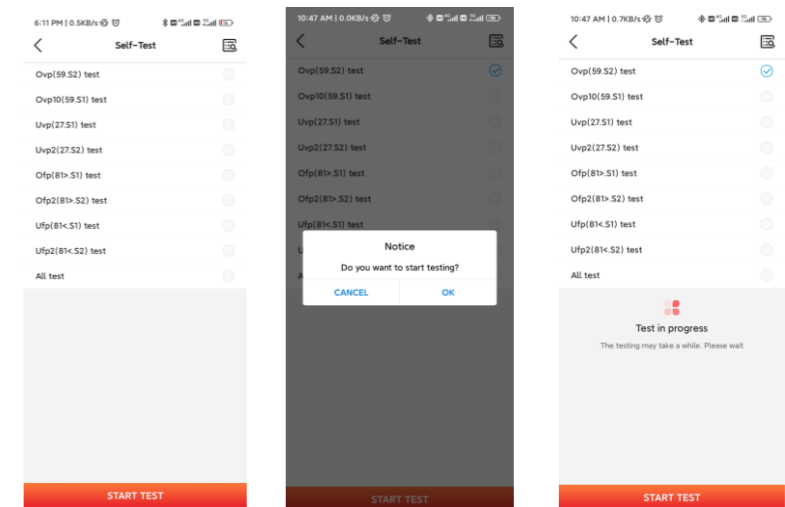 6:11 PM | 0.5KB/s
Self-Test
Ovp(59.S2) test
Ovp10(59.S1) test
Uvp(27.S1) test
Uvp2(27.S2) test
Ofp(81>.S1) test
Ofp2(81>.S2) test
Ufp(81<.S1) test
Ufp2(81<.S2) test
All test
START TEST
10:47 AM | 0.0KB/s
Self-Test
Ovp(59.S2) test
Ovp10(59.S1) test
Uvp(27.S1) test
Uvp2(27.S2) test
Ofp(81>.S1) test
Ofp2(81>.S2) test
Ufp(81<.S1) test
Notice
Do you want to start testing?
CANCEL OK
START TEST
10:47 AM | 0.7KB/s
Self-Test
Ovp(59.S2) test
Ovp10(59.S1) test
Uvp(27.S1) test
Uvp2(27.S2) test
Ofp(81>.S1) test
Ofp2(81>.S2) test
Ufp(81<.S1) test
Ufp2(81<.S2) test
All test
Test in progress
The testing may take a while. Please wait
START TEST